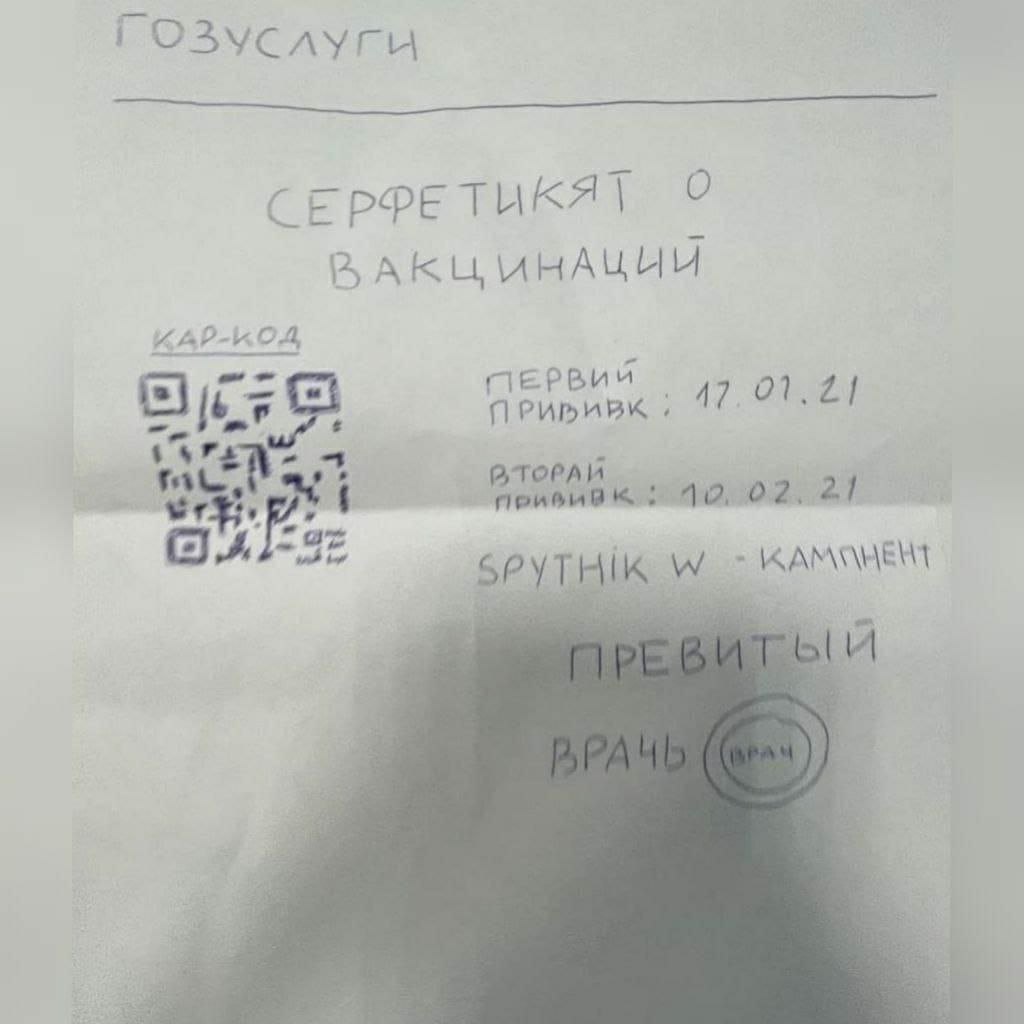 ГОЗУСЛУГИ
СЕРФЕТИКЯТ О
ВАКЦИНАЦИЙ
КАР-КОД
ПЕРВИЙ
ПРИВИВК : 17.01.21
ВТОРАЙ
ПРИВИВК : 10.02.21
SPYTHiK W - КАМПНЕНТ
ПРЕВИТЫЙ
ВРАЧЬ ВРАЧ